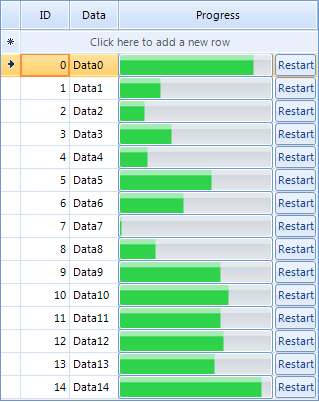 ID Data Progress
Click here to add a new row
0 Data0 Restart
1 Data1 Restart
2 Data2 Restart
3 Data3 Restart
4 Data4 Restart
5 Data5 Restart
6 Data6 Restart
7 Data7 Restart
8 Data8 Restart
9 Data9 Restart
10 Data10 Restart
11 Data11 Restart
12 Data12 Restart
13 Data13 Restart
14 Data14 Restart